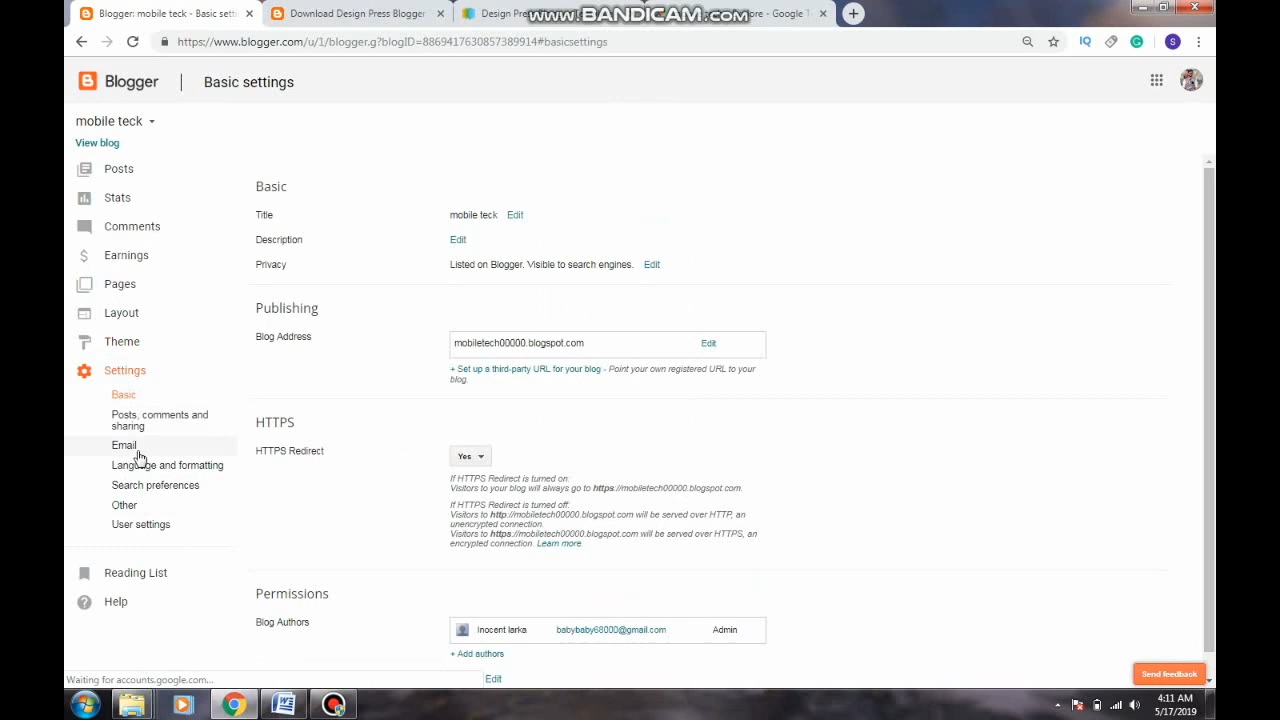 Blogger: mobile teck - Basic sett
Download Design Press Blogger
Design Pre
ore - Google T
www.BANDICAM.com
https://www.blogger.com/u/1/blogger.g?blogID=8869417630857389914#basicsettings
Blogger
Basic settings
mobile teck
View blog
Posts
Stats
Comments
Earnings
Pages
Layout
Theme
Settings
Basic
Posts, comments and
sharing
Email
Language and formatting
Search preferences
Other
User settings
Reading List
Help
Basic
Title
mobile teck Edit
Description
Edit
Privacy
Listed on Blogger. Visible to search engines. Edit
Publishing
Blog Address
mobiletech00000.blogspot.com Edit
+ Set up a third-party URL for your blog - Point your own registered URL to your
blog.
HTTPS
HTTPS Redirect
Yes
If HTTPS Redirect is turned on:
Visitors to your blog will always go to https://mobiletech00000.blogspot.com.
If HTTPS Redirect is turned off:
Visitors to http://mobiletech00000.blogspot.com will be served over HTTP, an
unencrypted connection.
Visitors to https://mobiletech00000.blogspot.com will be served over HTTPS, an
encrypted connection. Learn more
Permissions
Blog Authors
Inocent larka babybaby68000@gmail.com Admin
+ Add authors
Edit
Send feedback
Waiting for accounts.google.com...
4:11 AM
5/17/2019